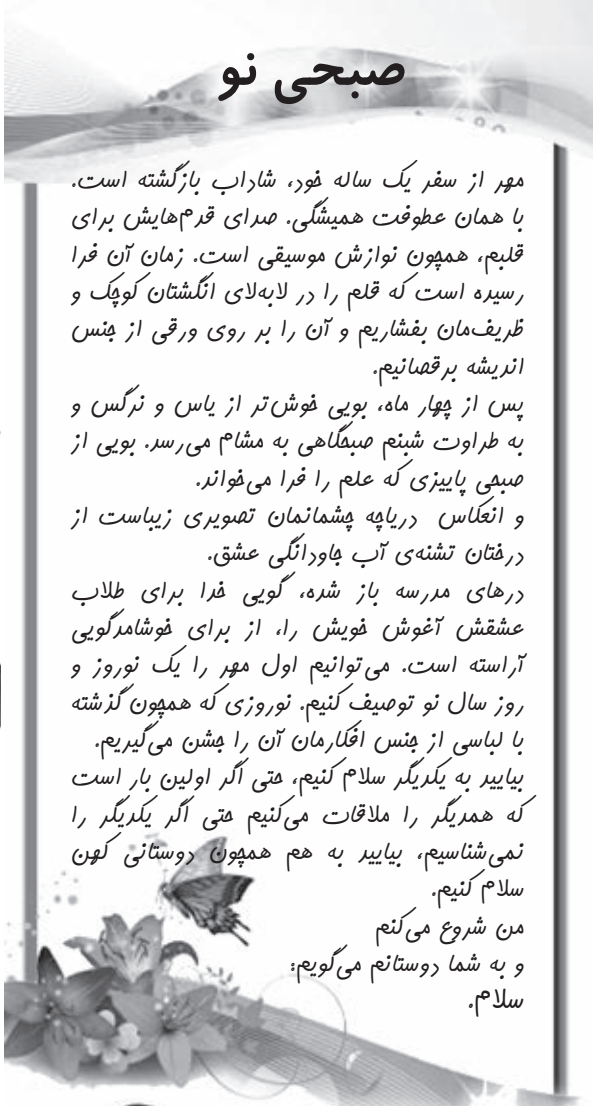 صبحی نو
مهر از سفر یک ساله خود، شاداب بازگشته است.
با همان عطوفت همیشگی. صدای قدم‌هایش برای
قلبم، همچون نوازش موسیقی است. زمان آن فرا
رسیده است که قلم را در لابه‌لای انگشتان کوچک و
ظریف‌مان بفشاریم و آن را بر روی ورقی از جنس
اندیشه برقصانیم.
پس از چهار ماه، بویی خوش‌تر از یاس و نرگس و
به طراوت شبنم صبحگاهی به مشام می‌رسد. بویی از
صبحی پاییزی که علم را فرا می‌خواند.
و انعکاس دریاچه چشمانمان تصویری زیباست از
درختان تشنه‌ی آب جاودانگی عشق.
درهای مدرسه باز شده، گویی خدا برای طلاب
عشقش آغوش خویش را، از برای خوشامدگویی
آراسته است. می‌توانیم اول مهر را یک نوروز و
روز سال نو توصیف کنیم. نوروزی که همچون گذشته
با لباسی از جنس افکارمان آن را جشن می‌گیریم.
بیایید به یکدیگر سلام کنیم، حتی اگر اولین بار است
که همدیگر را ملاقات می‌کنیم حتی اگر یکدیگر را
نمی‌شناسیم، بیایید به هم همچون دوستانی کهن
سلام کنیم.
من شروع می‌کنم
و به شما دوستانم می‌گویم:
سلام.